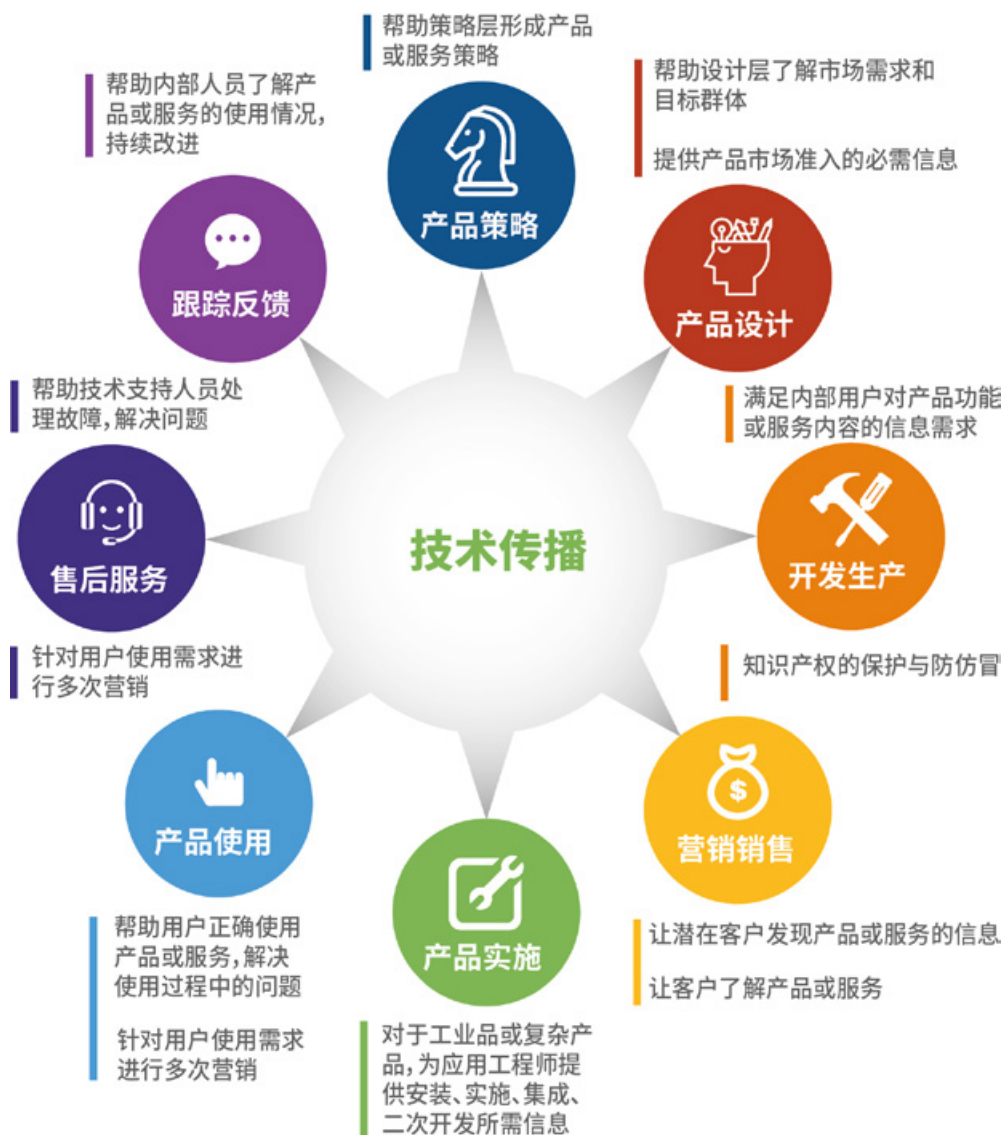 帮助策略层形成产品
或服务策略
产品策略
帮助设计层了解市场需求和
目标群体
提供产品市场准入的必需信息
产品设计
满足内部用户对产品功能
或服务内容的信息需求
开发生产
知识产权的保护与防仿冒
营销销售
让潜在客户发现产品或服务的信息
让客户了解产品或服务
产品实施
对于工业品或复杂产
品,为应用工程师提
供安装、实施、集成、
二次开发所需信息
产品使用
帮助用户正确使用
产品或服务,解决
使用过程中的问题
针对用户使用需求
进行多次营销
帮助技术支持人员处
理故障,解决问题
售后服务
针对用户使用需求进
行多次营销
帮助内部人员了解产
品或服务的使用情况,
持续改进
跟踪反馈
技术传播
$